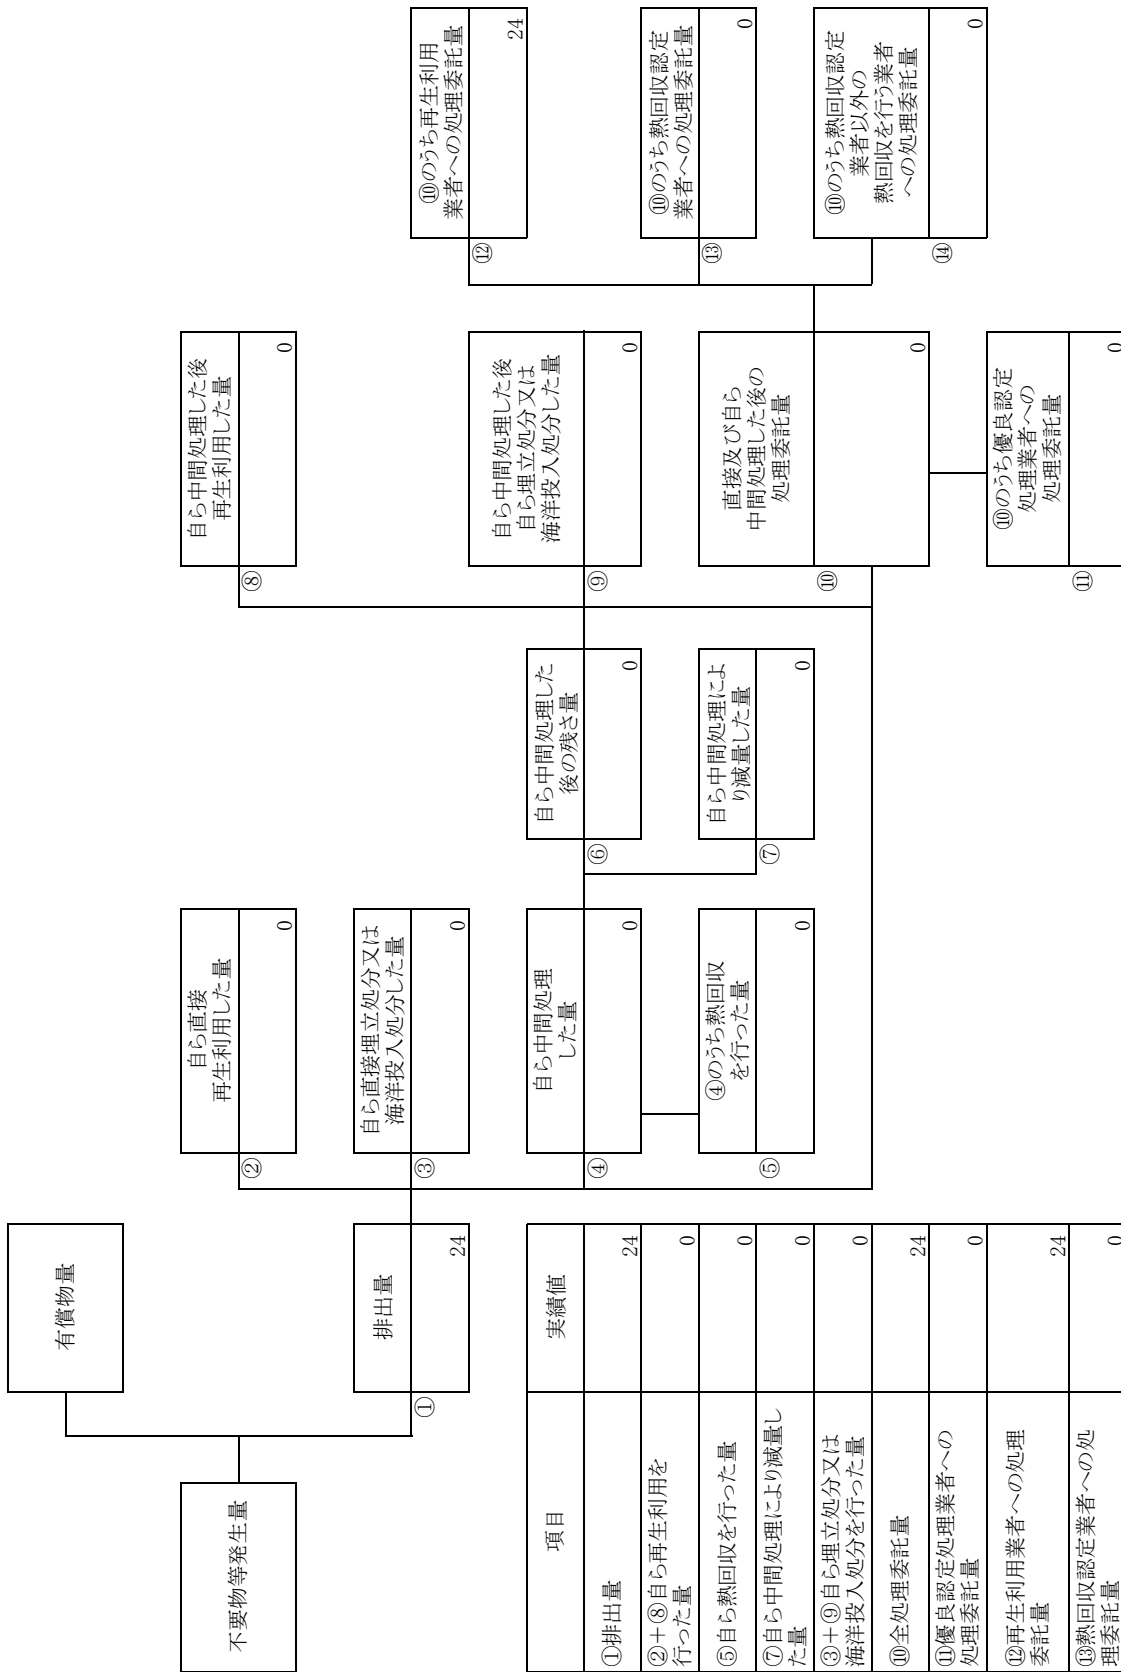 不要物等発生量
有償物量
①
排出量
24
②
自ら直接
再生利用した量
0
③
自ら直接埋立処分又は
海洋投入処分した量
0
④
自ら中間処理
した量
0
⑤
④のうち熱回収
を行った量
0
⑥
自ら中間処理した
後の残さ量
0
⑦
自ら中間処理によ
り減量した量
0
⑧
自ら中間処理した後
再生利用した量
0
⑨
自ら中間処理した後
自ら埋立処分又は
海洋投入処分した量
0
⑩
直接及び自ら
中間処理した後の
処理委託量
0
⑪
⑩のうち優良認定
処理業者への
処理委託量
0
⑫
⑩のうち再生利用
業者への処理委託量
24
⑬
⑩のうち熱回収認定
業者への処理委託量
0
⑭
⑩のうち熱回収認定
業者以外の
熱回収を行う業者
への処理委託量
0
項目 実績値
①排出量 24
②+⑧自ら再生利用を
行った量 0
⑤自ら熱回収を行った量 0
⑦自ら中間処理により減量し
た量 0
③+⑨自ら埋立処分又は
海洋投入処分を行った量 0
⑩全処理委託量 24
⑪優良認定処理業者への
処理委託量 0
⑫再生利用業者への処理
委託量 24
⑬熱回収認定業者への処
理委託量 0